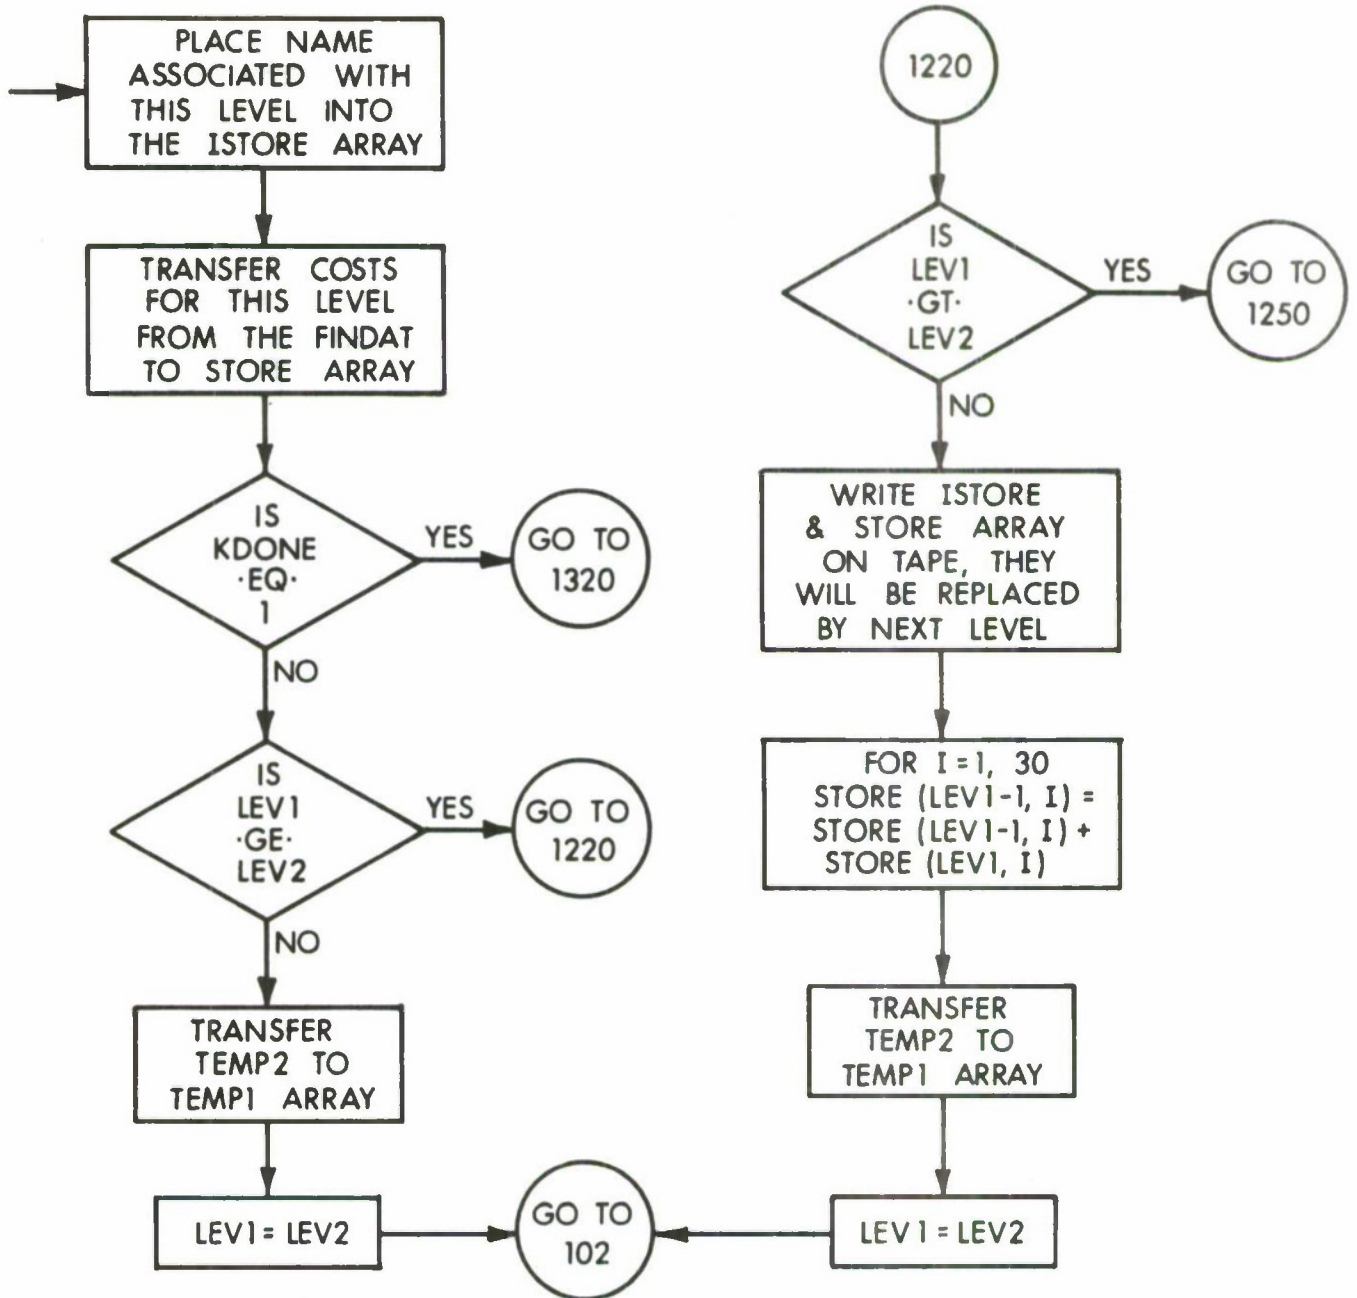 PLACE NAME
ASSOCIATED WITH
THIS LEVEL INTO
THE ISTORE ARRAY
TRANSFER COSTS
FOR THIS LEVEL
FROM THE FINDAT
TO STORE ARRAY
IS
KDONE
·EQ·
1
YES
GO TO
1320
NO
IS
LEV1
·GE·
LEV2
YES
GO TO
1220
NO
TRANSFER
TEMP2 TO
TEMP1 ARRAY
LEV1 = LEV2
GO TO
102
1220
IS
LEV1
·GT·
LEV2
YES
GO TO
1250
NO
WRITE ISTORE
& STORE ARRAY
ON TAPE, THEY
WILL BE REPLACED
BY NEXT LEVEL
FOR I = 1, 30
STORE (LEV1-1, I) =
STORE (LEV1-1, I) +
STORE (LEV1, I)
TRANSFER
TEMP2 TO
TEMP1 ARRAY
LEV1 = LEV2